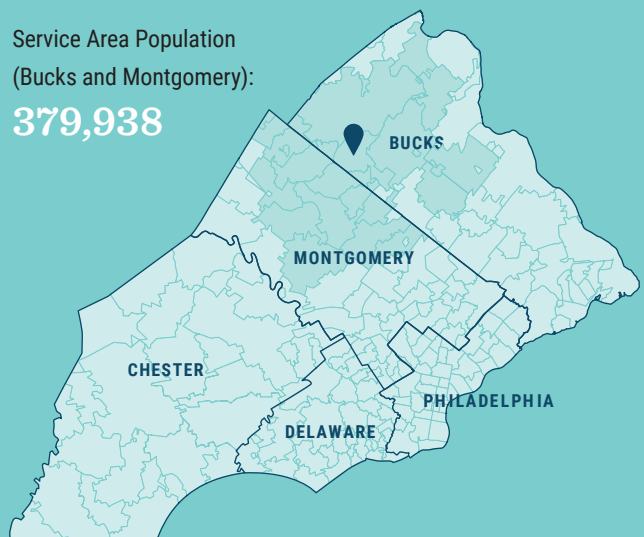 Service Area Population
(Bucks and Montgomery):
379,938
BUCKS
MONTGOMERY
CHESTER
PHILADELPHIA
DELAWARE